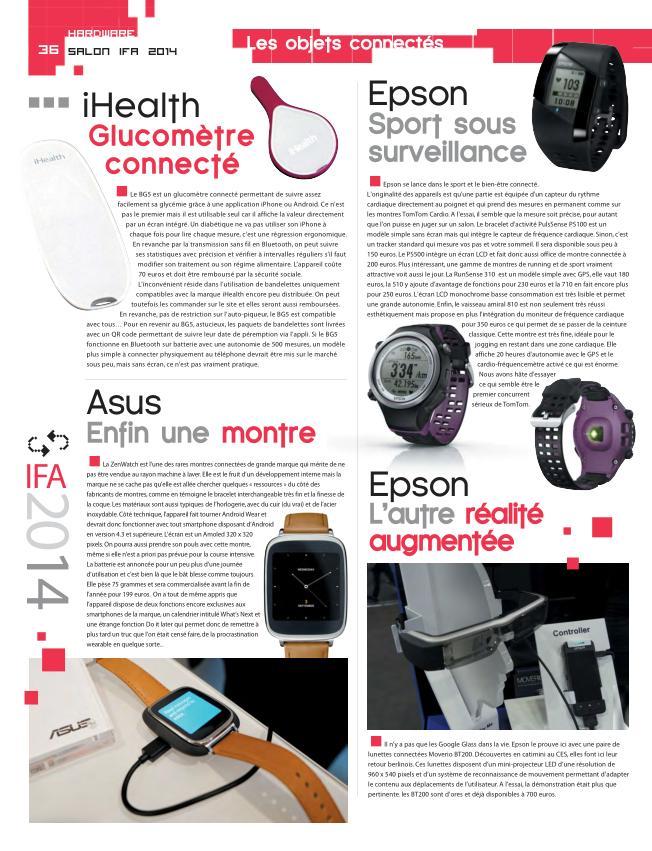 HARDWARE
36 SALON IFA 2014
Les objets connectés
iHealth
Glucomètre
connecté
iHealth
iHealth
Le BG5 est un glucomètre connecté permettant de suivre assez
facilement sa glycémie grâce à une application iPhone ou Android. Ce n'est
pas le premier mais il est utilisable seul car il affiche la valeur directement
par un écran intégré. Un diabétique ne va pas utiliser son iPhone à
chaque fois pour lire chaque mesure, c'est une régression ergonomique.
En revanche par la transmission sans fil en Bluetooth, on peut suivre
ses statistiques avec précision et vérifier à intervalles réguliers s'il faut
modifier son traitement ou son régime alimentaire. L'appareil coûte
70 euros et doit être remboursé par la sécurité sociale.
L'inconvénient réside dans l'utilisation de bandelettes uniquement
compatibles avec la marque iHealth encore peu distribuée. On peut
toutefois les commander sur le site et elles seront aussi remboursées.
En revanche, pas de restriction sur l'auto-piqueur, le BG5 est compatible
avec tous… Pour en revenir au BG5, astucieux, les paquets de bandelettes sont livrées
avec un QR code permettant de suivre leur date de péremption via l'appli. Si le BG5
fonctionne en Bluetooth sur batterie avec une autonomie de 500 mesures, un modèle
plus simple à connecter physiquement au téléphone devrait être mis sur le marché
sous peu, mais sans écran, ce n'est pas vraiment pratique.
Asus
Enfin une montre
La ZenWatch est l'une des rares montres connectées de grande marque qui mérite de ne
pas être vendue au rayon machine à laver. Elle est le fruit d'un développement interne mais la
marque ne se cache pas qu'elle est allée chercher quelques « ressources » du côté des
fabricants de montres, comme en témoigne le bracelet interchangeable très fin et la finesse de
la coque. Les matériaux sont aussi typiques de l'horlogerie, avec du cuir (du vrai) et de l'acier
inoxydable. Côté technique, l'appareil fait tourner Android Wear et
devrait donc fonctionner avec tout smartphone disposant d'Android
en version 4.3 et supérieure. L'écran est un Amoled 320 x 320
pixels. On pourra aussi prendre son pouls avec cette montre,
même si elle n'est a priori pas prévue pour la course intensive.
La batterie est annoncée pour un peu plus d'une journée
d'utilisation et c'est bien là que le bât blesse comme toujours.
Elle pèse 75 grammes et sera commercialisée avant la fin de
l'année pour 199 euros. On a tout de même appris que
l'appareil dispose de deux fonctions encore exclusives aux
smartphones de la marque, un calendrier intitulé What's Next et
une étrange fonction Do it later qui permet donc de remettre à
plus tard un truc que l'on était censé faire, de la procrastination
wearable en quelque sorte…
IFA
2014
ASUS
Epson
Sport sous
surveillance
103
10:08
Epson se lance dans le sport et le bien-être connecté.
L'originalité des appareils est qu'une partie est équipée d'un capteur du rythme
cardiaque directement au poignet et qui prend des mesures en permanence comme sur
les montres TomTom Cardio. A l'essai, il semble que la mesure soit précise, pour autant
que l'on puisse en juger sur un salon. Le bracelet d'activité PulsSense PS100 est un
modèle simple sans écran mais qui intègre le capteur de fréquence cardiaque. Sinon, c'est
un tracker standard qui mesure vos pas et votre sommeil. Il sera disponible sous peu à
150 euros. Le PS500 intègre un écran LCD et fait donc aussi office de montre connectée à
200 euros. Plus intéressant, une gamme de montres de running et de sport vraiment
attractive voit aussi le jour. La RunSense 310 est un modèle simple avec GPS, elle vaut 180
euros, la 510 y ajoute d'avantage de fonctions pour 230 euros et la 710 en fait encore plus
pour 250 euros. L'écran LCD monochrome basse consommation est très lisible et permet
une grande autonomie. Enfin, le vaisseau amiral 810 est non seulement très réussi
esthétiquement mais propose en plus l'intégration du moniteur de fréquence cardiaque
pour 350 euros ce qui permet de se passer de la ceinture
classique. Cette montre est très fine, idéale pour le
jogging en restant dans une zone cardiaque. Elle
affiche 20 heures d'autonomie avec le GPS et le
cardio-fréquencemètre activé ce qui est énorme.
Nous avons hâte d'essayer
ce qui semble être le
premier concurrent
sérieux de TomTom.
165
3'34"
42.195
EPSON
Epson
L'autre réalité
augmentée
Controller
MOVERIO
Il n'y a pas que les Google Glass dans la vie. Epson le prouve ici avec une paire de
lunettes connectées Moverio BT200. Découvertes en catimini au CES, elles font ici leur
retour berlinois. Ces lunettes disposent d'un mini-projecteur LED d'une résolution de
960 x 540 pixels et d'un système de reconnaissance de mouvement permettant d'adapter
le contenu aux déplacements de l'utilisateur. A l'essai, la démonstration était plus que
pertinente. les BT200 sont d'ores et déjà disponibles à 700 euros.